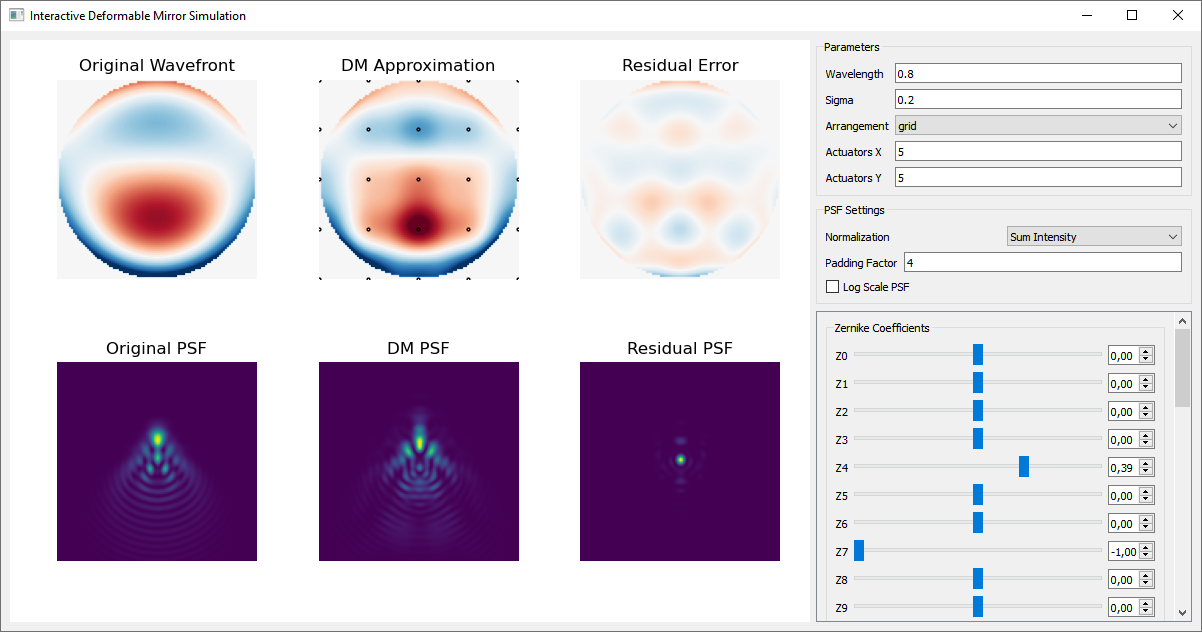 Interactive Deformable Mirror Simulation
Original Wavefront
DM Approximation
Residual Error
Original PSF
DM PSF
Residual PSF
Parameters
Wavelength 0.8
Sigma 0.2
Arrangement grid
Actuators X 5
Actuators Y 5
PSF Settings
Normalization Sum Intensity
Padding Factor 4
Log Scale PSF
Zernike Coefficients
Z0 0,00
Z1 0,00
Z2 0,00
Z3 0,00
Z4 0,39
Z5 0,00
Z6 0,00
Z7 -1,00
Z8 0,00
Z9 0,00